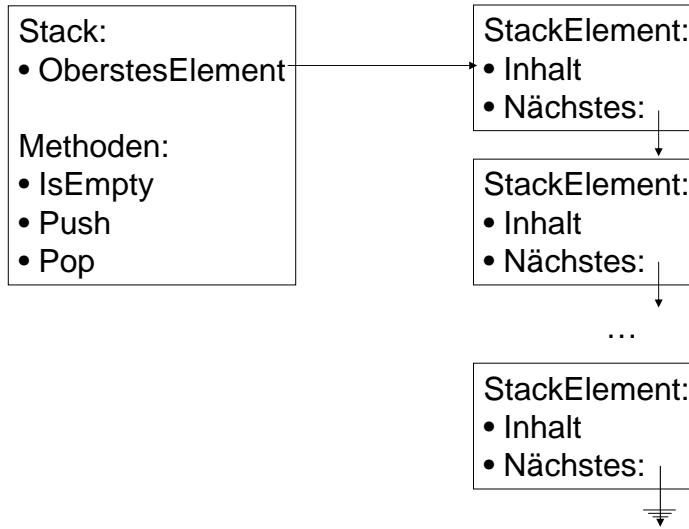 Stack:
• OberstesElement
Methoden:
• IsEmpty
• Push
• Pop
StackElement:
• Inhalt
• Nächstes:
StackElement:
• Inhalt
• Nächstes:
…
StackElement:
• Inhalt
• Nächstes: